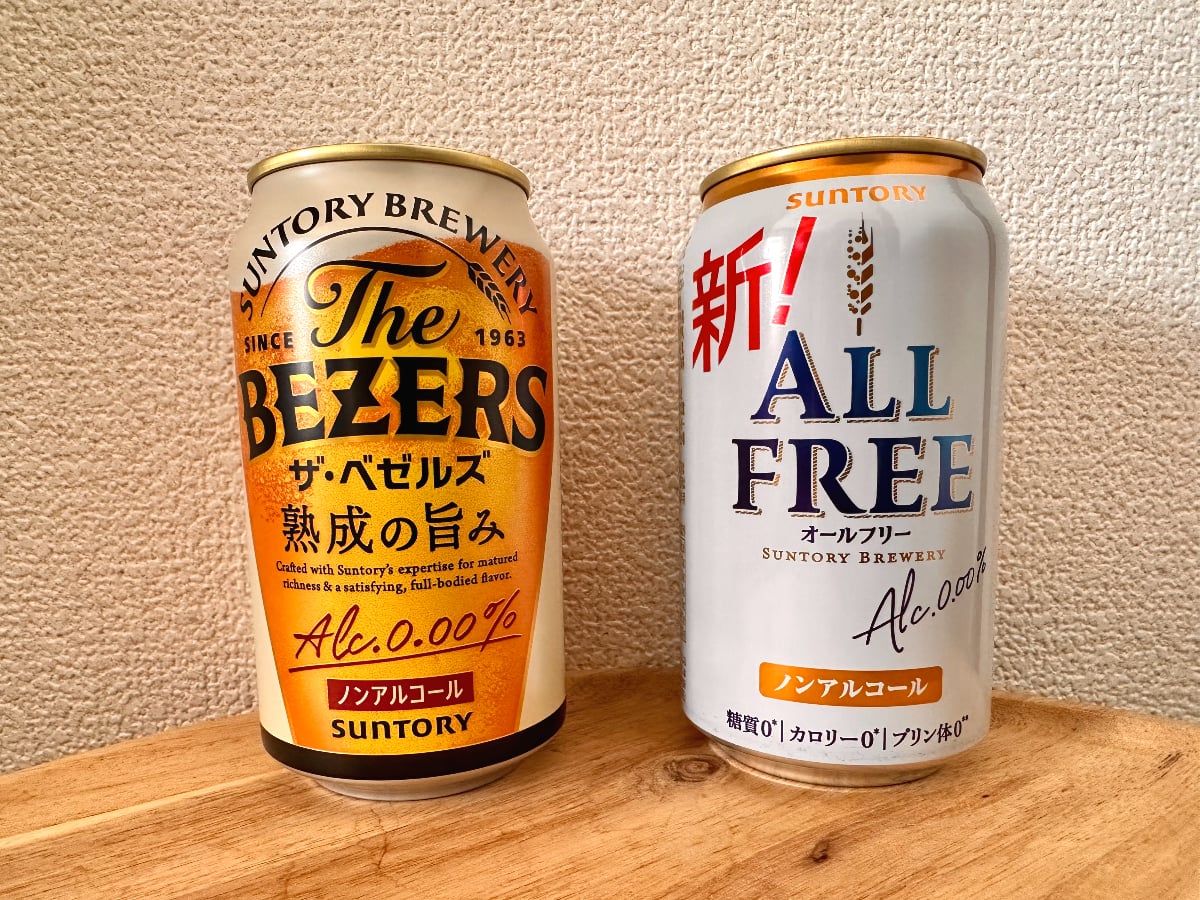 SUNTORY BREWERY
The
SINCE 1963
BEZERS
ザ・ベゼルズ
熟成の旨み
Crafted with Suntory's expertise for matured
richness & a satisfying, full-bodied flavor.
Alc.0.00%
ノンアルコール
SUNTORY
SUNTORY
新!
ALL
FREE
オールフリー
SUNTORY BREWERY
Alc.0.00%
ノンアルコール
糖質0*|カロリー0*|プリン体0**